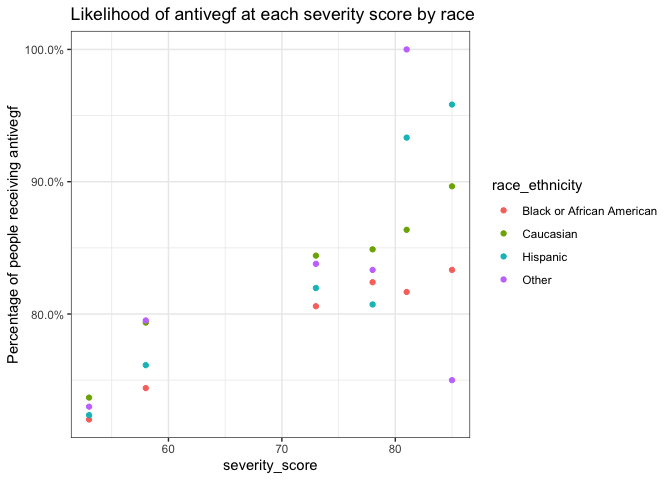 Likelihood of antivegf at each severity score by race
Percentage of people receiving antivegf
100.0%
90.0%
80.0%
60
70
80
severity_score
race_ethnicity
Black or African American
Caucasian
Hispanic
Other